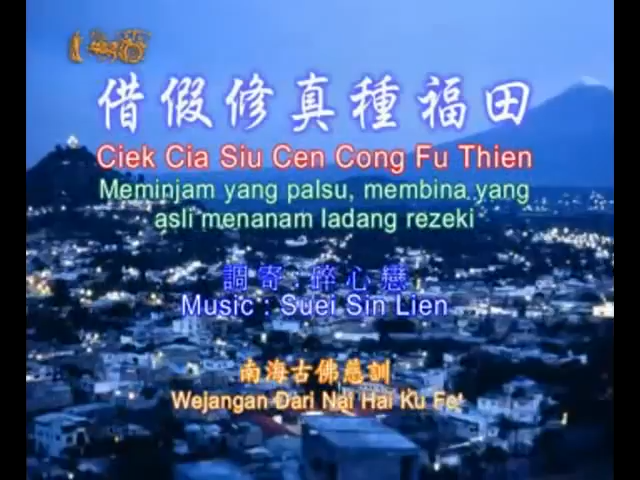 借假修真種福田
Ciek Cia Siu Cen Cong Fu Thien
Meminjam yang palsu, membina yang
asli menanam ladang rezeki
調寄:碎心戀
Music : Suei Sin Lien
南海古佛慈訓
Wejangan Dari Nai Hai Ku Fo'